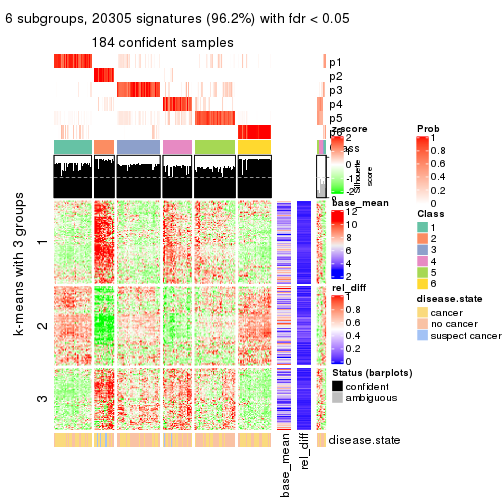 6 subgroups, 20305 signatures (96.2%) with fdr < 0.05
184 confident samples
p1
p2
p3
p4
p5
z-score
2
1
0
-1
-2
Silhouette
score
k-means with 3 groups
1
2
3
base_mean
rel_diff
disease.state
base_mean
12
10
8
6
4
2
rel_diff
1
0.8
0.6
0.4
0.2
0
Status (barplots)
confident
ambiguous
Prob
1
0.8
0.6
0.4
0.2
0
Class
1
2
3
4
5
6
disease.state
cancer
no cancer
suspect cancer